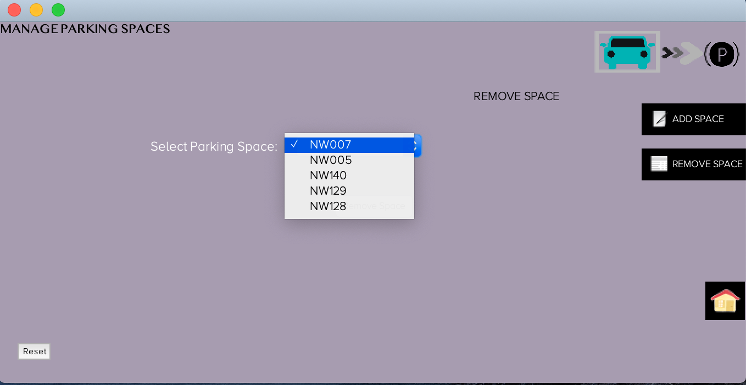 MANAGE PARKING SPACES
(P)
REMOVE SPACE
ADD SPACE
Select Parking Space:
✓ NW007
NW005
NW140
NW129
NW128
REMOVE SPACE
Reset